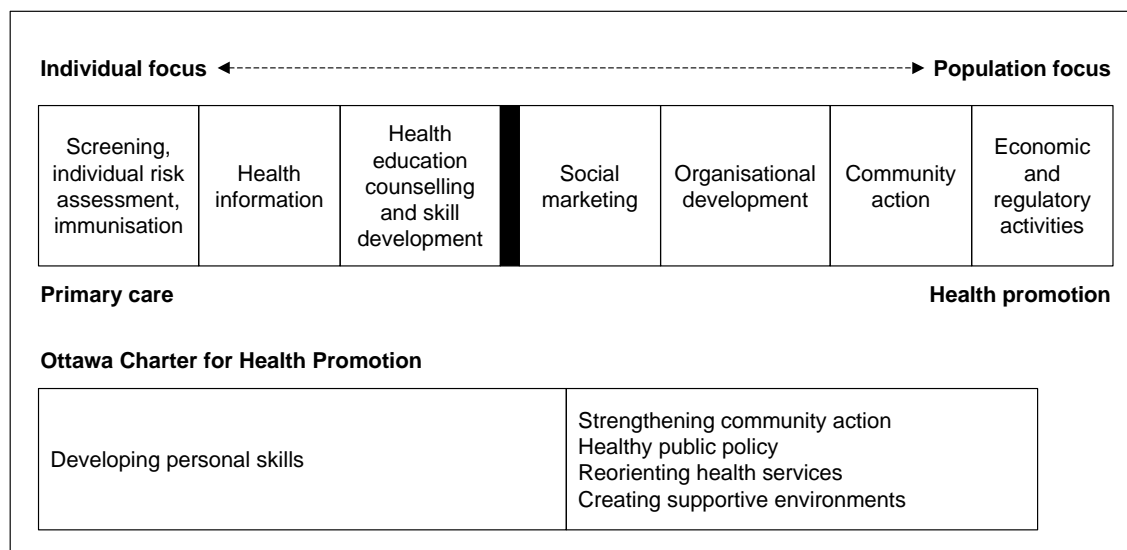 Individual focus
Population focus
Screening,
individual risk
assessment,
immunisation
Health
information
Health
education
counselling
and skill
development
Social
marketing
Organisational
development
Community
action
Economic
and
regulatory
activities
Primary care
Health promotion
Ottawa Charter for Health Promotion
Developing personal skills
Strengthening community action
Healthy public policy
Reorienting health services
Creating supportive environments